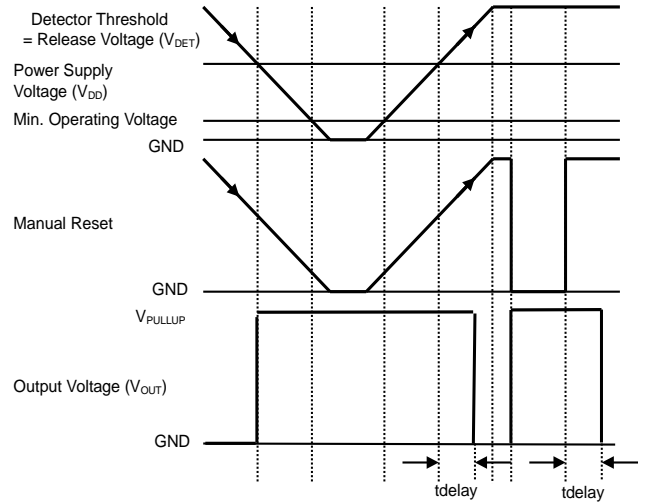 Detector Threshold
= Release Voltage (VDET)
Power Supply
Voltage (VDD)
Min. Operating Voltage
GND
Manual Reset
GND
VPULLUP
Output Voltage (VOUT)
GND
tdelay
tdelay